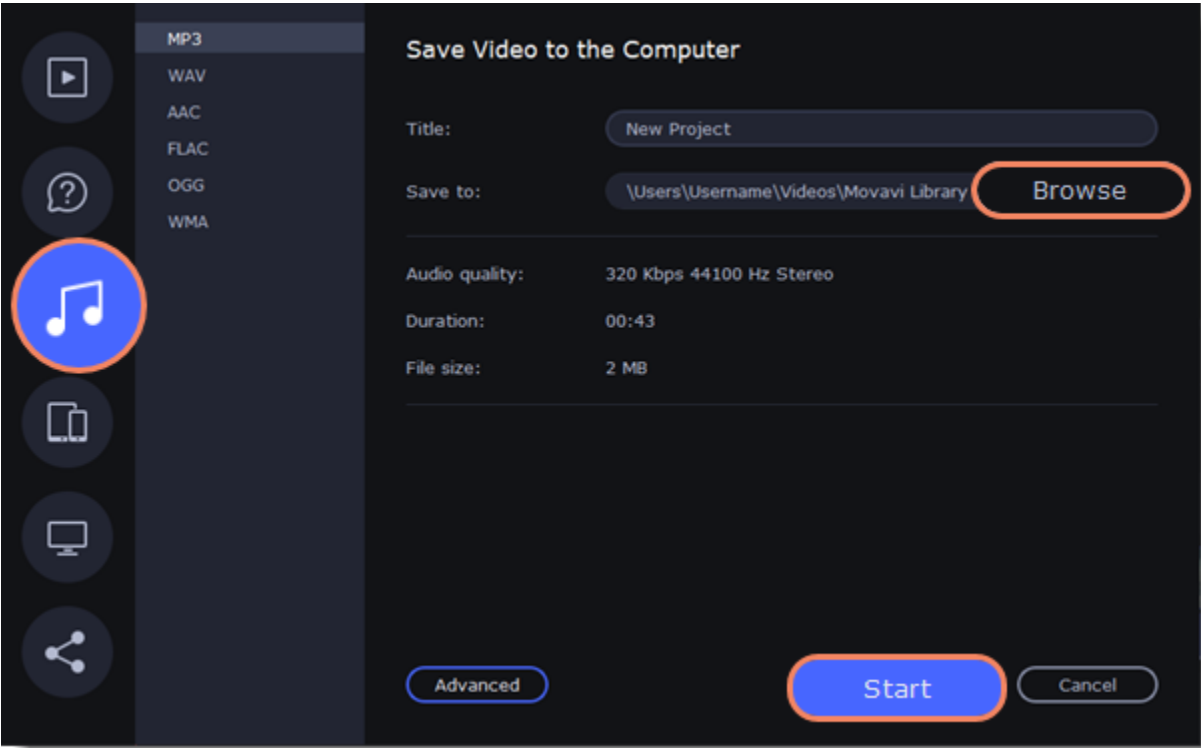 MP3
WAV
AAC
FLAC
OGG
WMA
Save Video to the Computer
Title: New Project
Save to: \Users\Username\Videos\Movavi Library Browse
Audio quality: 320 Kbps 44100 Hz Stereo
Duration: 00:43
File size: 2 MB
Advanced Start Cancel